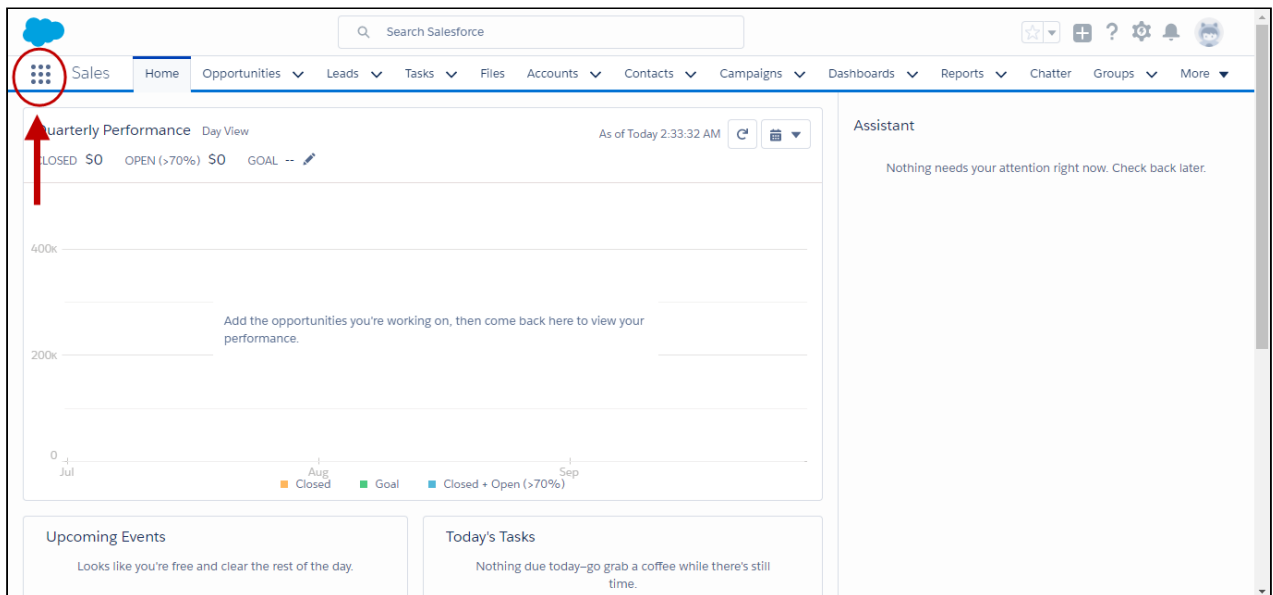 Search Salesforce
Sales Home Opportunities Leads Tasks Files Accounts Contacts Campaigns Dashboards Reports Chatter Groups More
Quarterly Performance Day View
As of Today 2:33:32 AM
CLOSED $0 OPEN (>70%) $0 GOAL --
400K
Add the opportunities you're working on, then come back here to view your
performance.
200K
0
Jul Aug Sep
Closed Goal Closed + Open (>70%)
Assistant
Nothing needs your attention right now. Check back later.
Upcoming Events
Looks like you're free and clear the rest of the day.
Today's Tasks
Nothing due today—go grab a coffee while there's still
time.